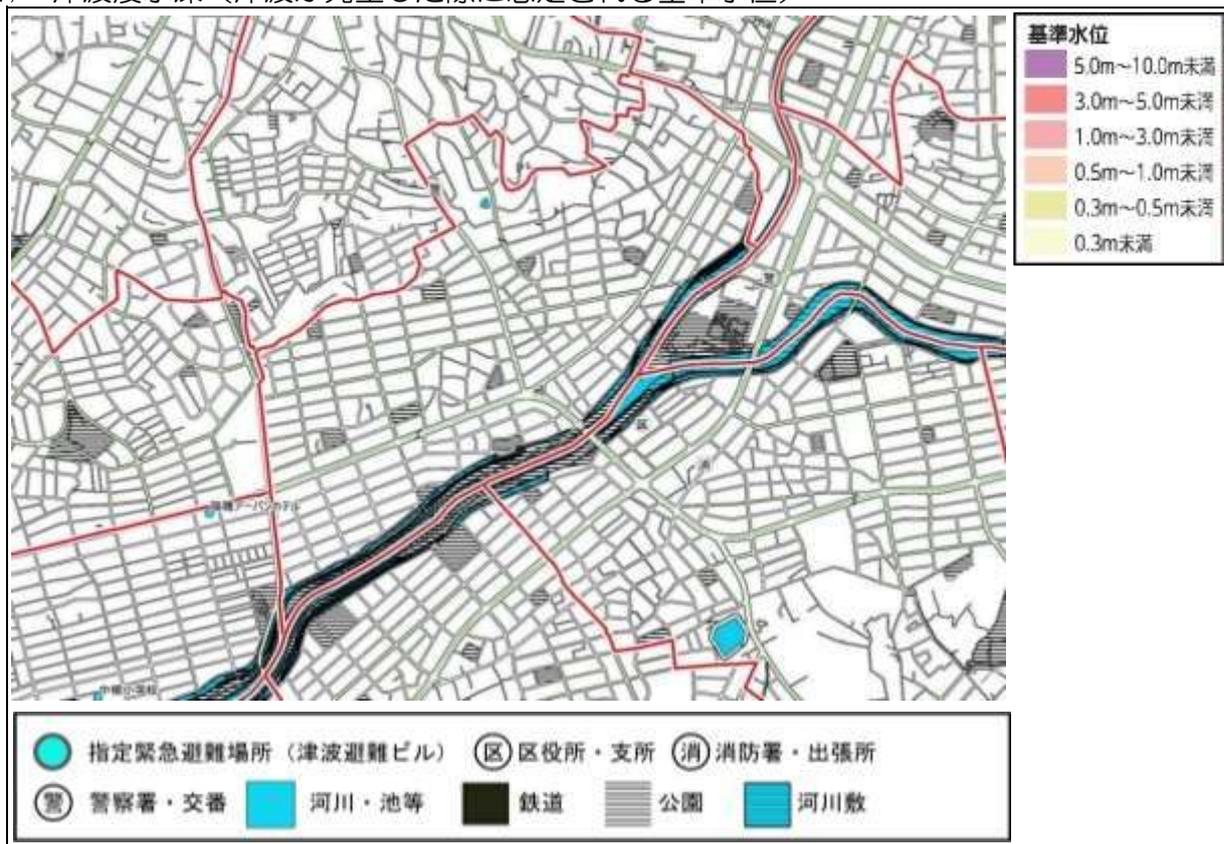 基準水位
5.0m～10.0m未満
3.0m～5.0m未満
1.0m～3.0m未満
0.5m～1.0m未満
0.3m～0.5m未満
0.3m未満
区
消
指定緊急避難場所（津波避難ビル）
区 区役所・支所
消 消防署・出張所
警 警察署・交番
河川・池等
鉄道
公園
河川敷